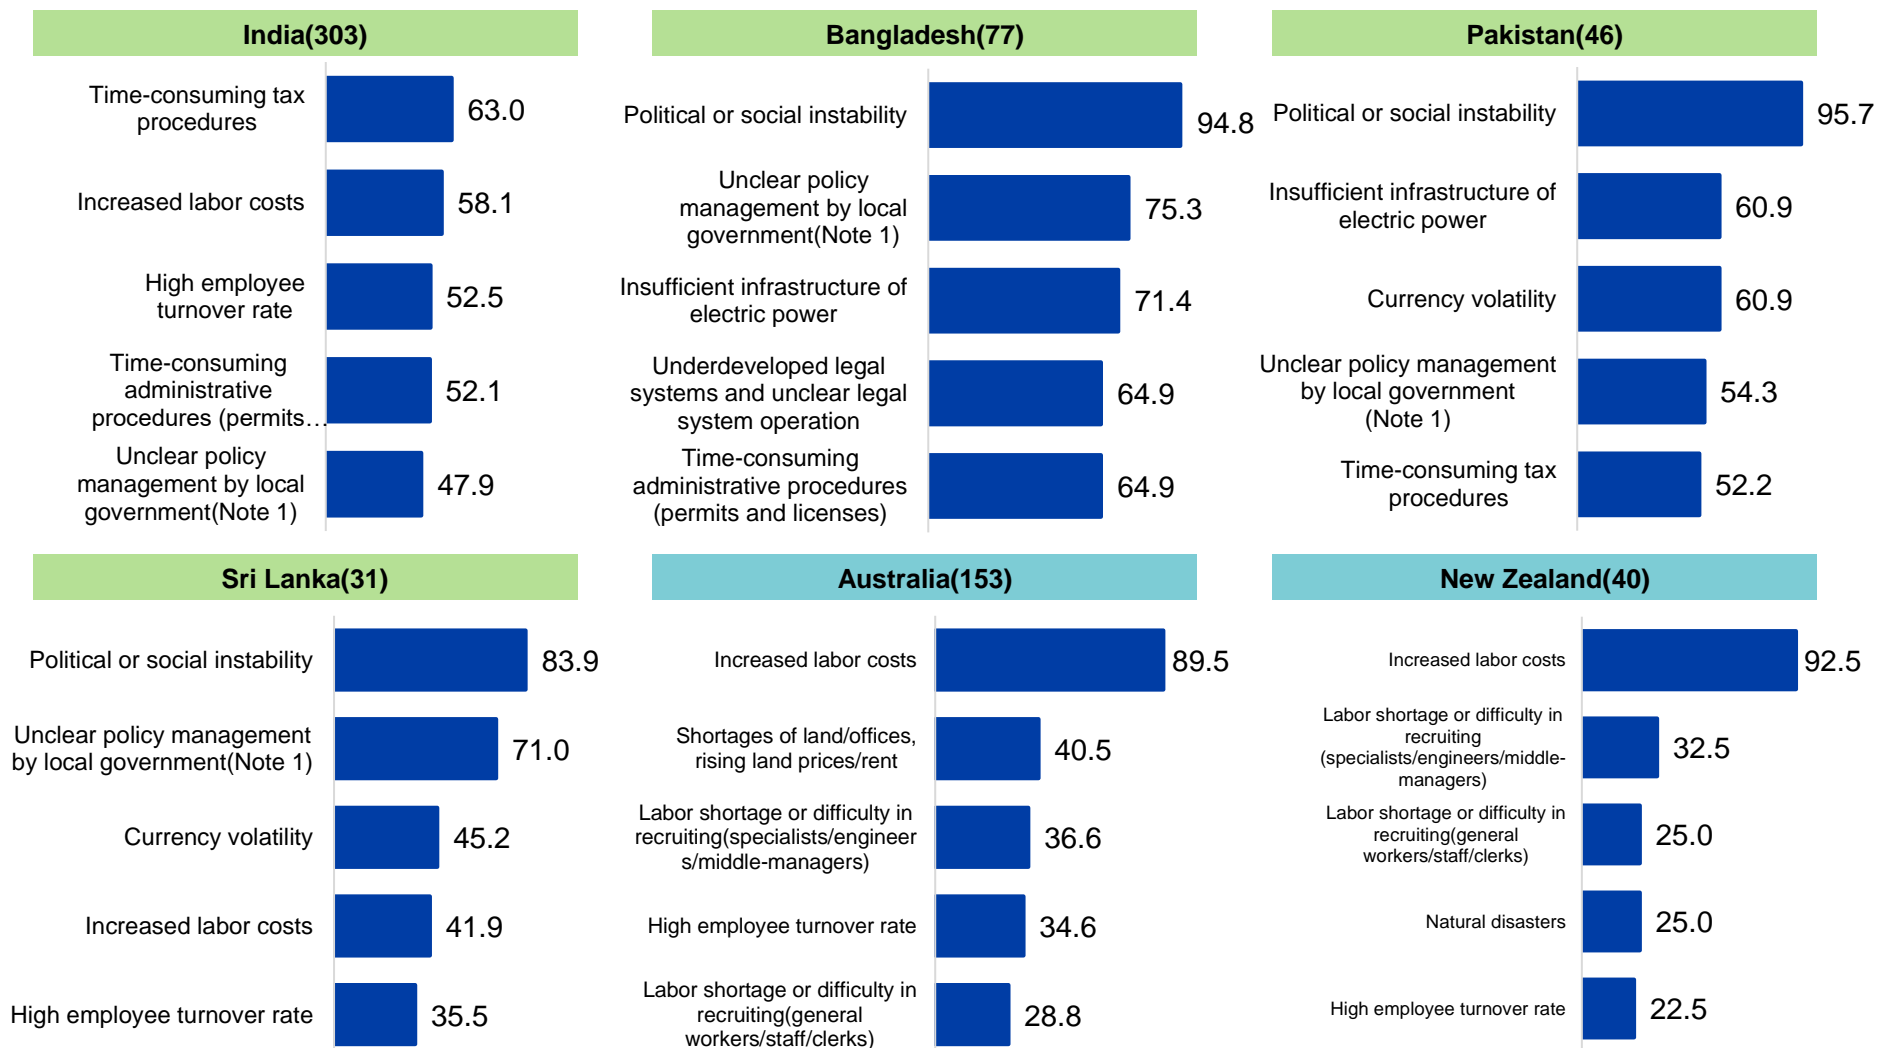 India(303)
Time-consuming tax
procedures
63.0
Increased labor costs
58.1
High employee
turnover rate
52.5
Time-consuming
administrative
procedures (permits…
52.1
Unclear policy
management by local
government(Note 1)
47.9
Bangladesh(77)
Political or social instability
94.8
Unclear policy
management by local
government(Note 1)
75.3
Insufficient infrastructure of
electric power
71.4
Underdeveloped legal
systems and unclear legal
system operation
64.9
Time-consuming
administrative procedures
(permits and licenses)
64.9
Pakistan(46)
Political or social instability
95.7
Insufficient infrastructure of
electric power
60.9
Currency volatility
60.9
Unclear policy management
by local government
(Note 1)
54.3
Time-consuming tax
procedures
52.2
Sri Lanka(31)
Political or social instability
83.9
Unclear policy management
by local government(Note 1)
71.0
Currency volatility
45.2
Increased labor costs
41.9
High employee turnover rate
35.5
Australia(153)
Increased labor costs
89.5
Shortages of land/offices,
rising land prices/rent
40.5
Labor shortage or difficulty in
recruiting(specialists/engineer
s/middle-managers)
36.6
High employee turnover rate
34.6
Labor shortage or difficulty in
recruiting(general
workers/staff/clerks)
28.8
New Zealand(40)
Increased labor costs
92.5
Labor shortage or difficulty in
recruiting
(specialists/engineers/middle-
managers)
32.5
Labor shortage or difficulty in
recruiting(general
workers/staff/clerks)
25.0
Natural disasters
25.0
High employee turnover rate
22.5